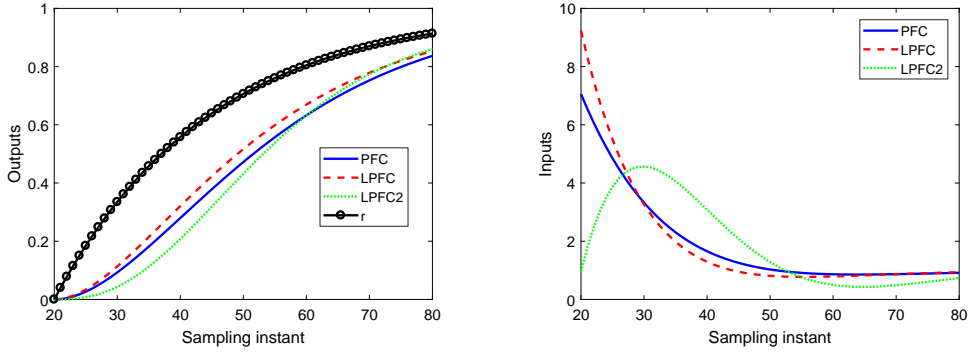 1
0.8
0.6
0.4
0.2
0
Outputs
20 30 40 50 60 70 80
Sampling instant
PFC
LPFC
LPFC2
r
10
8
6
4
2
0
Inputs
20 30 40 50 60 70 80
Sampling instant
PFC
LPFC
LPFC2